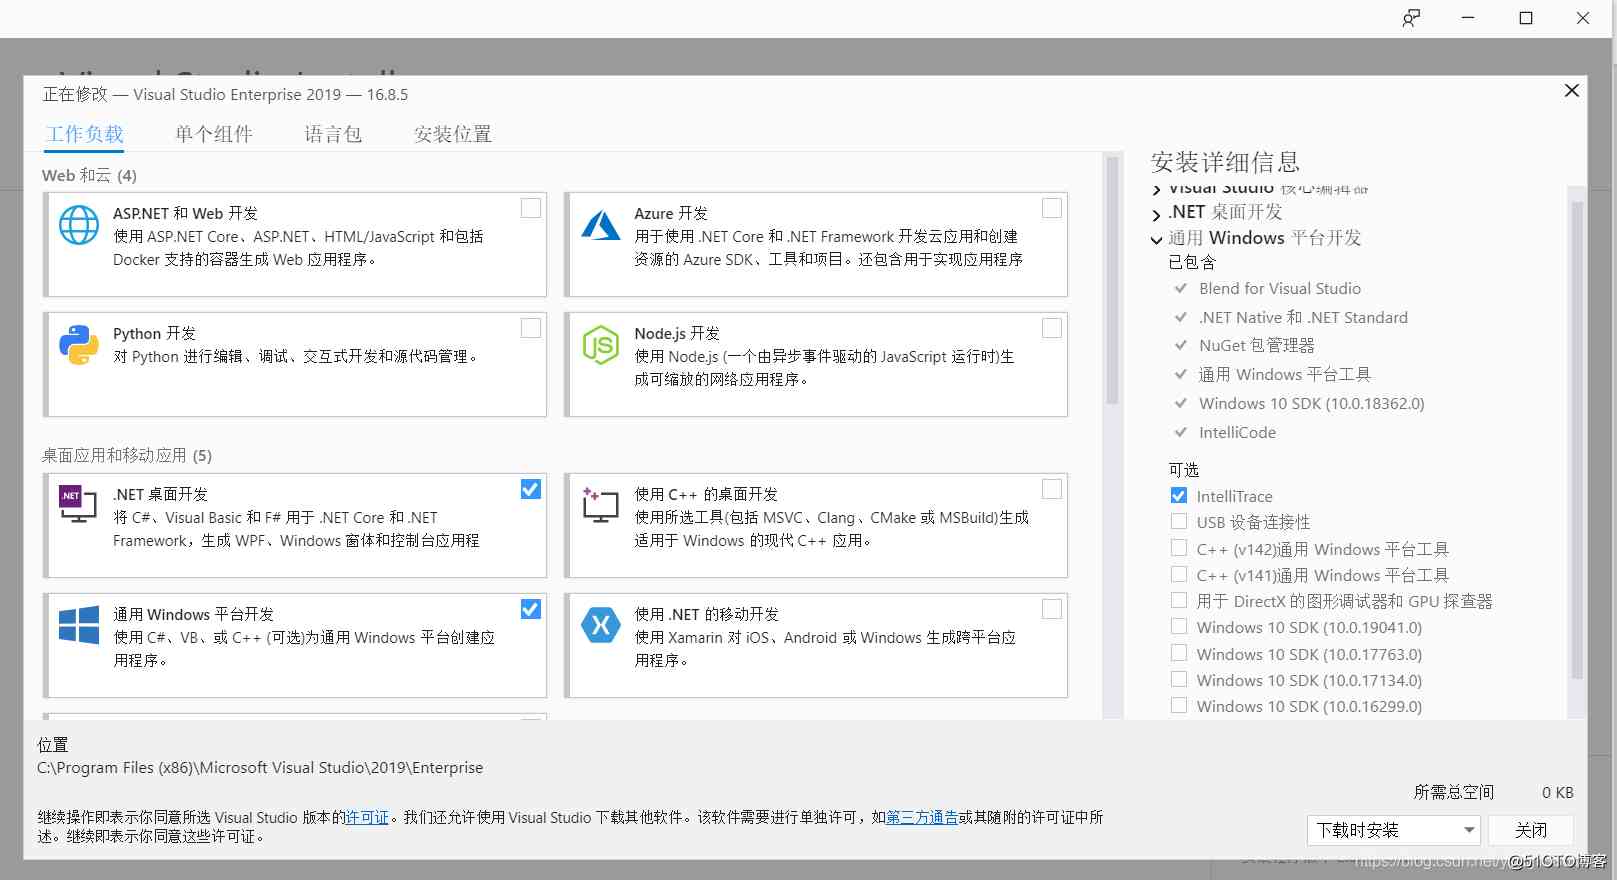 正在修改 — Visual Studio Enterprise 2019 — 16.8.5
工作负载 单个组件 语言包 安装位置
Web 和云 (4)
ASP.NET 和 Web 开发
使用 ASP.NET Core、ASP.NET、HTML/JavaScript 和包括
Docker 支持的容器生成 Web 应用程序。
Azure 开发
用于使用 .NET Core 和 .NET Framework 开发云应用和创建
资源的 Azure SDK、工具和项目。还包含用于实现应用程序
Python 开发
对 Python 进行编辑、调试、交互式开发和源代码管理。
Node.js 开发
使用 Node.js (一个由异步事件驱动的 JavaScript 运行时)生
成可缩放的网络应用程序。
桌面应用和移动应用 (5)
.NET 桌面开发
将 C#、Visual Basic 和 F# 用于 .NET Core 和 .NET
Framework，生成 WPF、Windows 窗体和控制台应用程
使用 C++ 的桌面开发
使用所选工具(包括 MSVC、Clang、CMake 或 MSBuild)生成
适用于 Windows 的现代 C++ 应用。
通用 Windows 平台开发
使用 C#、VB、或 C++ (可选)为通用 Windows 平台创建应
用程序。
使用 .NET 的移动开发
使用 Xamarin 对 iOS、Android 或 Windows 生成跨平台应
用程序。
安装详细信息
Visual Studio 核心编辑器
.NET 桌面开发
通用 Windows 平台开发
已包含
Blend for Visual Studio
.NET Native 和 .NET Standard
NuGet 包管理器
通用 Windows 平台工具
Windows 10 SDK (10.0.18362.0)
IntelliCode
可选
IntelliTrace
USB 设备连接性
C++ (v142)通用 Windows 平台工具
C++ (v141)通用 Windows 平台工具
用于 DirectX 的图形调试器和 GPU 探查器
Windows 10 SDK (10.0.19041.0)
Windows 10 SDK (10.0.17763.0)
Windows 10 SDK (10.0.17134.0)
Windows 10 SDK (10.0.16299.0)
位置
C:\Program Files (x86)\Microsoft Visual Studio\2019\Enterprise
继续操作即表示你同意所选 Visual Studio 版本的许可证。我们还允许使用 Visual Studio 下载其他软件。该软件需要进行单独许可，如第三方通告或其随附的许可证中所
述。继续即表示你同意这些许可证。
所需总空间 0 KB
下载时安装 关闭
@51CTO博客